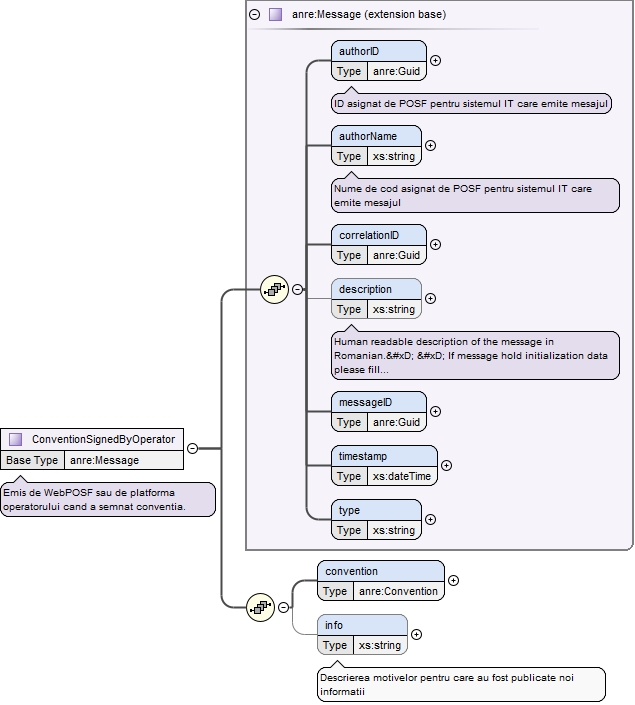 anre:Message (extension base)
authorID
Type anre:Guid
ID asignat de POSF pentru sistemul IT care emite mesajul
authorName
Type xs:string
Nume de cod asignat de POSF pentru sistemul IT care
emite mesajul
correlationID
Type anre:Guid
description
Type xs:string
Human readable description of the message in
Romanian.&#xD; &#xD; If message hold initialization data
please fill...
messageID
Type anre:Guid
ConventionSignedByOperator
Base Type anre:Message
Emis de WebPOSF sau de platforma
operatorului cand a semnat conventia.
timestamp
Type xs:dateTime
type
Type xs:string
convention
Type anre:Convention
info
Type xs:string
Descrierea motivelor pentru care au fost publicate noi
informatii